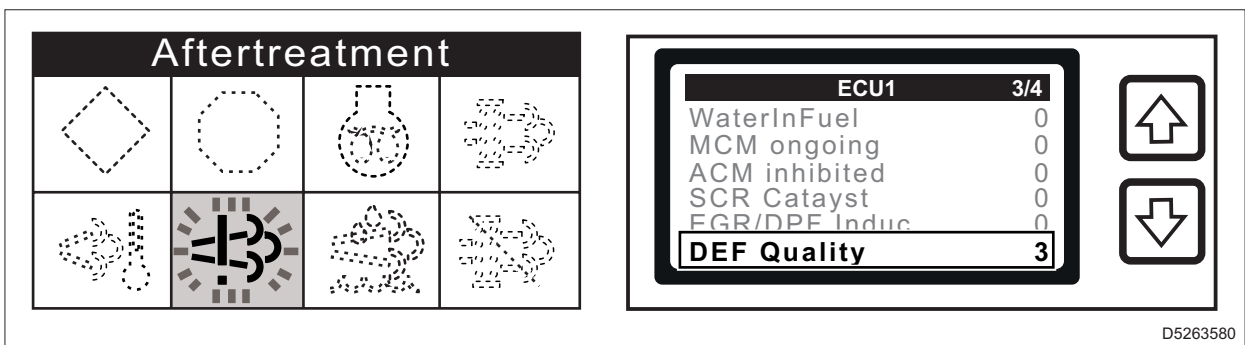 Aftertreatment
ECU1 3/4
WaterInFuel 0
MCM ongoing 0
ACM inhibited 0
SCR Catayst 0
EGR/DPF Induc 0
DEF Quality 3
D5263580